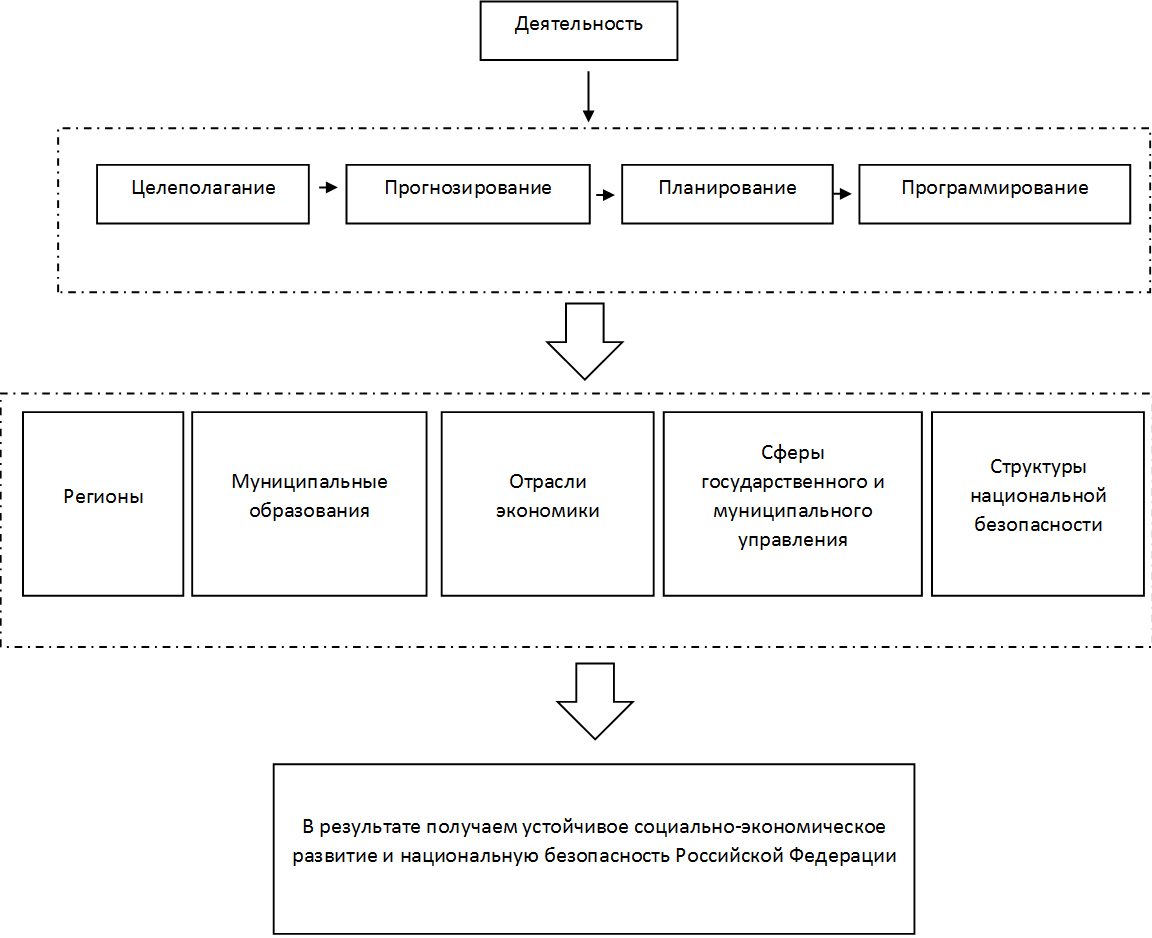 Деятельность
Целеполагание
Прогнозирование
Планирование
Программирование
Регионы
Муниципальные
образования
Отрасли
экономики
Сферы
государственного и
муниципального
управления
Структуры
национальной
безопасности
В результате получаем устойчивое социально-экономическое
развитие и национальную безопасность Российской Федерации